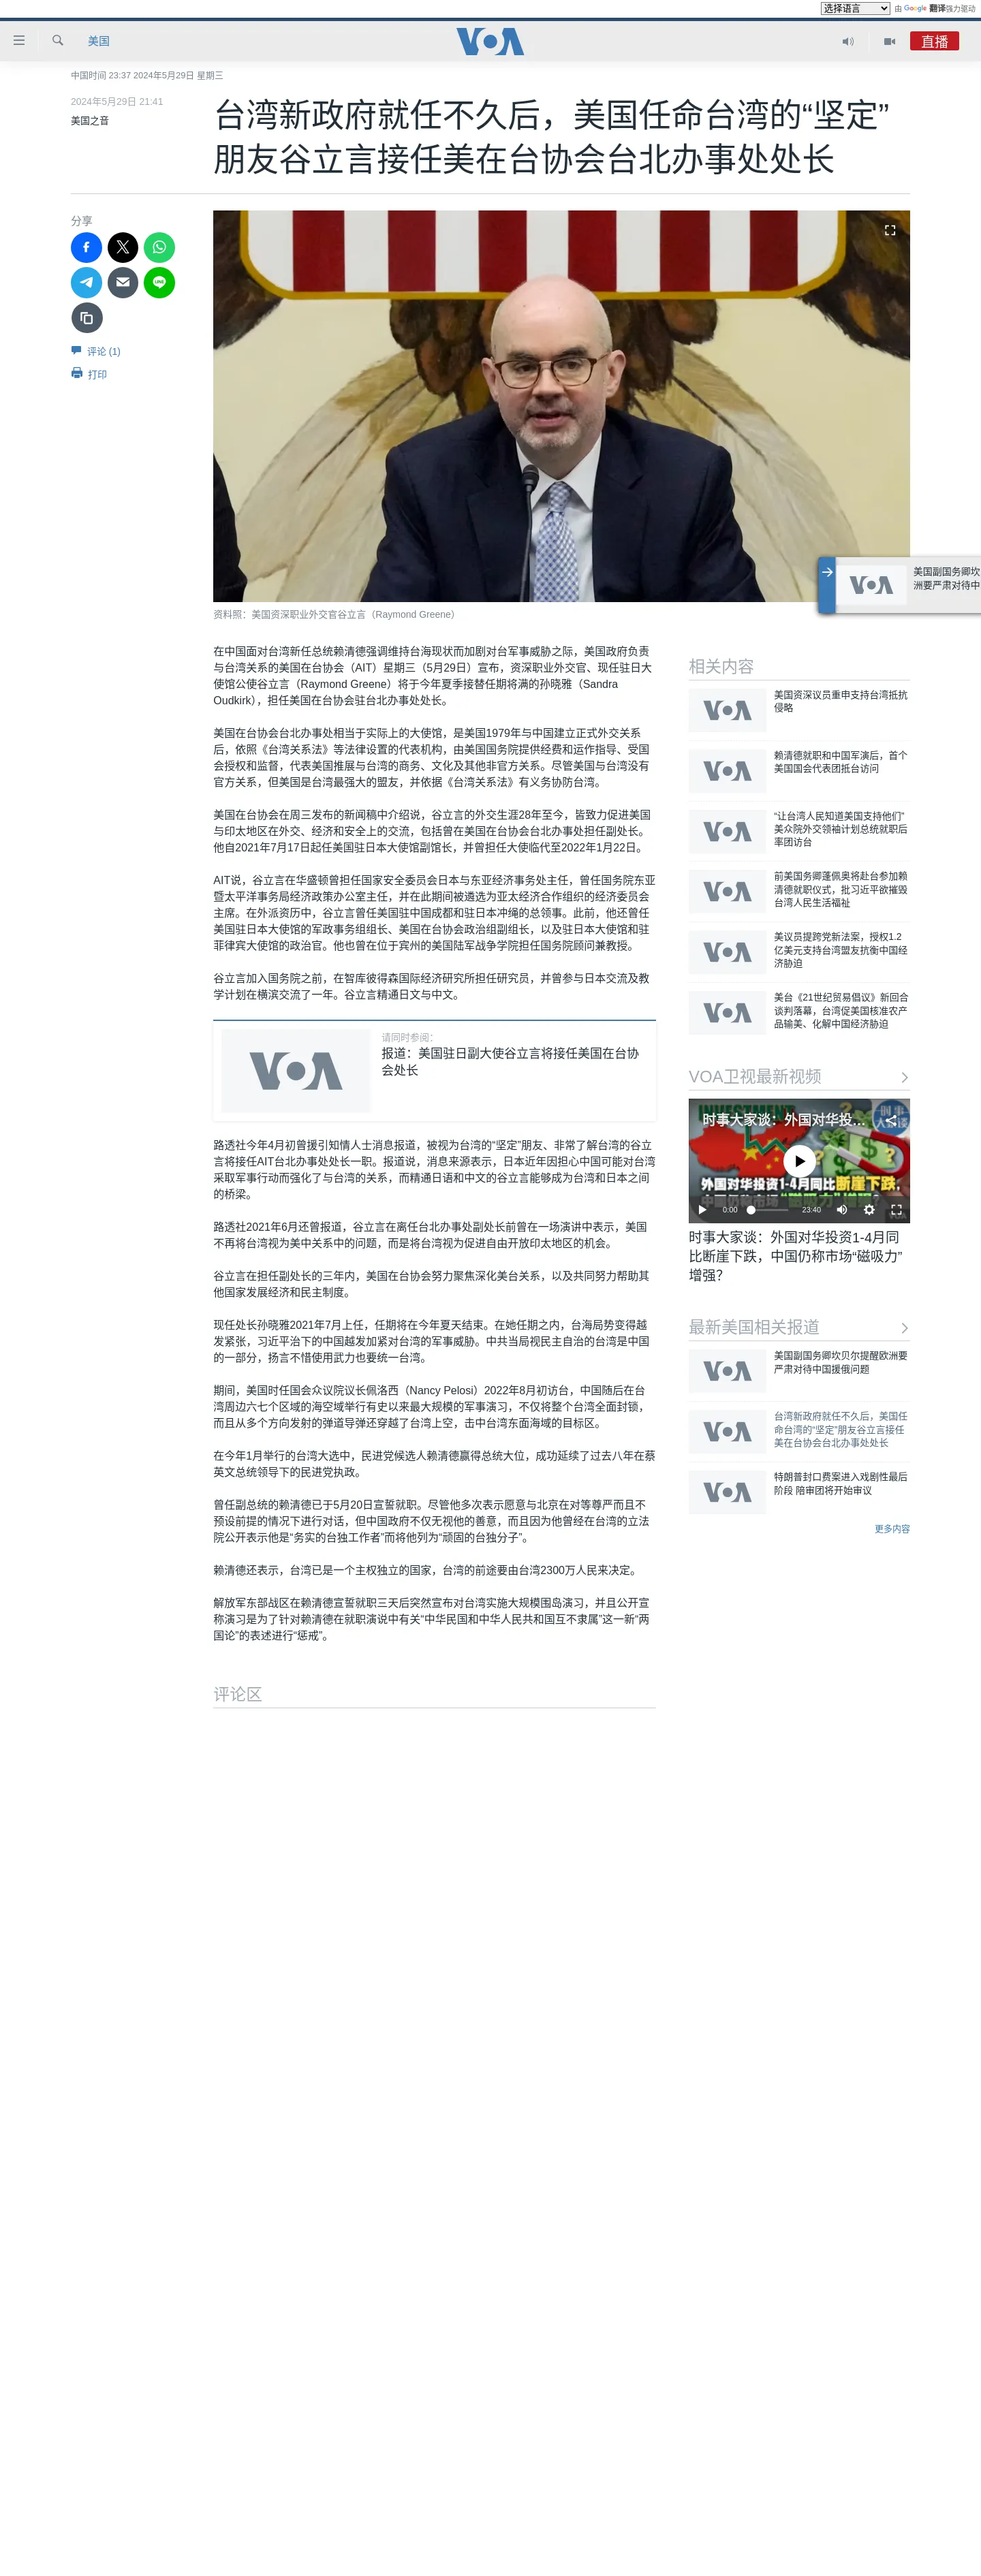 选择语言
由 Google 翻译强力驱动
美国
VOA
直播
中国时间 23:37 2024年5月29日 星期三
2024年5月29日 21:41
美国之音
台湾新政府就任不久后，美国任命台湾的“坚定”
朋友谷立言接任美在台协会台北办事处处长
分享
评论 (1)
打印
资料照：美国资深职业外交官谷立言（Raymond Greene）
VOA
美国副国务卿坎
洲要严肃对待中
在中国面对台湾新任总统赖清德强调维持台海现状而加剧对台军事威胁之际，美国政府负责
与台湾关系的美国在台协会（AIT）星期三（5月29日）宣布，资深职业外交官、现任驻日大
使馆公使谷立言（Raymond Greene）将于今年夏季接替任期将满的孙晓雅（Sandra
Oudkirk），担任美国在台协会驻台北办事处处长。
美国在台协会台北办事处相当于实际上的大使馆，是美国1979年与中国建立正式外交关系
后，依照《台湾关系法》等法律设置的代表机构，由美国国务院提供经费和运作指导、受国
会授权和监督，代表美国推展与台湾的商务、文化及其他非官方关系。尽管美国与台湾没有
官方关系，但美国是台湾最强大的盟友，并依据《台湾关系法》有义务协防台湾。
美国在台协会在周三发布的新闻稿中介绍说，谷立言的外交生涯28年至今，皆致力促进美国
与印太地区在外交、经济和安全上的交流，包括曾在美国在台协会台北办事处担任副处长。
他自2021年7月17日起任美国驻日本大使馆副馆长，并曾担任大使临代至2022年1月22日。
AIT说，谷立言在华盛顿曾担任国家安全委员会日本与东亚经济事务处主任，曾任国务院东亚
暨太平洋事务局经济政策办公室主任，并在此期间被遴选为亚太经济合作组织的经济委员会
主席。在外派资历中，谷立言曾任美国驻中国成都和驻日本冲绳的总领事。此前，他还曾任
美国驻日本大使馆的军政事务组组长、美国在台协会政治组副组长，以及驻日本大使馆和驻
菲律宾大使馆的政治官。他也曾在位于宾州的美国陆军战争学院担任国务院顾问兼教授。
谷立言加入国务院之前，在智库彼得森国际经济研究所担任研究员，并曾参与日本交流及教
学计划在横滨交流了一年。谷立言精通日文与中文。
VOA
请同时参阅：
报道：美国驻日副大使谷立言将接任美国在台协
会处长
路透社今年4月初曾援引知情人士消息报道，被视为台湾的“坚定”朋友、非常了解台湾的谷立
言将接任AIT台北办事处处长一职。报道说，消息来源表示，日本近年因担心中国可能对台湾
采取军事行动而强化了与台湾的关系，而精通日语和中文的谷立言能够成为台湾和日本之间
的桥梁。
路透社2021年6月还曾报道，谷立言在离任台北办事处副处长前曾在一场演讲中表示，美国
不再将台湾视为美中关系中的问题，而是将台湾视为促进自由开放印太地区的机会。
谷立言在担任副处长的三年内，美国在台协会努力聚焦深化美台关系，以及共同努力帮助其
他国家发展经济和民主制度。
现任处长孙晓雅2021年7月上任，任期将在今年夏天结束。在她任期之内，台海局势变得越
发紧张，习近平治下的中国越发加紧对台湾的军事威胁。中共当局视民主自治的台湾是中国
的一部分，扬言不惜使用武力也要统一台湾。
期间，美国时任国会众议院议长佩洛西（Nancy Pelosi）2022年8月初访台，中国随后在台
湾周边六七个区域的海空域举行有史以来最大规模的军事演习，不仅将整个台湾全面封锁，
而且从多个方向发射的弹道导弹还穿越了台湾上空，击中台湾东面海域的目标区。
在今年1月举行的台湾大选中，民进党候选人赖清德赢得总统大位，成功延续了过去八年在蔡
英文总统领导下的民进党执政。
曾任副总统的赖清德已于5月20日宣誓就职。尽管他多次表示愿意与北京在对等尊严而且不
预设前提的情况下进行对话，但中国政府不仅无视他的善意，而且因为他曾经在台湾的立法
院公开表示他是“务实的台独工作者”而将他列为“顽固的台独分子”。
赖清德还表示，台湾已是一个主权独立的国家，台湾的前途要由台湾2300万人民来决定。
解放军东部战区在赖清德宣誓就职三天后突然宣布对台湾实施大规模围岛演习，并且公开宣
称演习是为了针对赖清德在就职演说中有关“中华民国和中华人民共和国互不隶属”这一新“两
国论”的表述进行“惩戒”。
评论区
相关内容
VOA
美国资深议员重申支持台湾抵抗
侵略
VOA
赖清德就职和中国军演后，首个
美国国会代表团抵台访问
VOA
“让台湾人民知道美国支持他们”
美众院外交领袖计划总统就职后
率团访台
VOA
前美国务卿蓬佩奥将赴台参加赖
清德就职仪式，批习近平欲摧毁
台湾人民生活福祉
VOA
美议员提跨党新法案，授权1.2
亿美元支持台湾盟友抗衡中国经
济胁迫
VOA
美台《21世纪贸易倡议》新回合
谈判落幕，台湾促美国核准农产
品输美、化解中国经济胁迫
VOA卫视最新视频
INVESTMENT
时事大家谈：外国对华投...
外国对华投资1-4月同比断崖下跌，
0:00
23:40
时事大家谈：外国对华投资1-4月同
比断崖下跌，中国仍称市场“磁吸力”
增强？
最新美国相关报道
VOA
美国副国务卿坎贝尔提醒欧洲要
严肃对待中国援俄问题
VOA
台湾新政府就任不久后，美国任
命台湾的“坚定”朋友谷立言接任
美在台协会台北办事处处长
VOA
特朗普封口费案进入戏剧性最后
阶段 陪审团将开始审议
更多内容